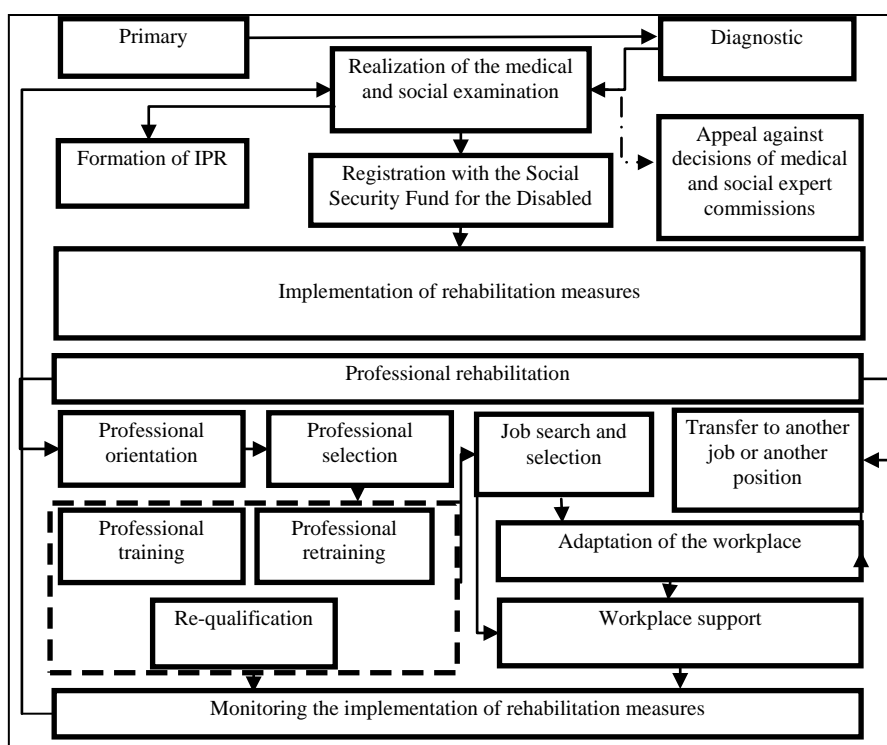 Primary
Diagnostic
Realization of the medical
and social examination
Formation of IPR
Registration with the Social
Security Fund for the Disabled
Appeal against
decisions of medical
and social expert
commissions
Implementation of rehabilitation measures
Professional rehabilitation
Professional
orientation
Professional
selection
Job search and
selection
Transfer to another
job or another
position
Professional
training
Professional
retraining
Adaptation of the workplace
Re-qualification
Workplace support
Monitoring the implementation of rehabilitation measures